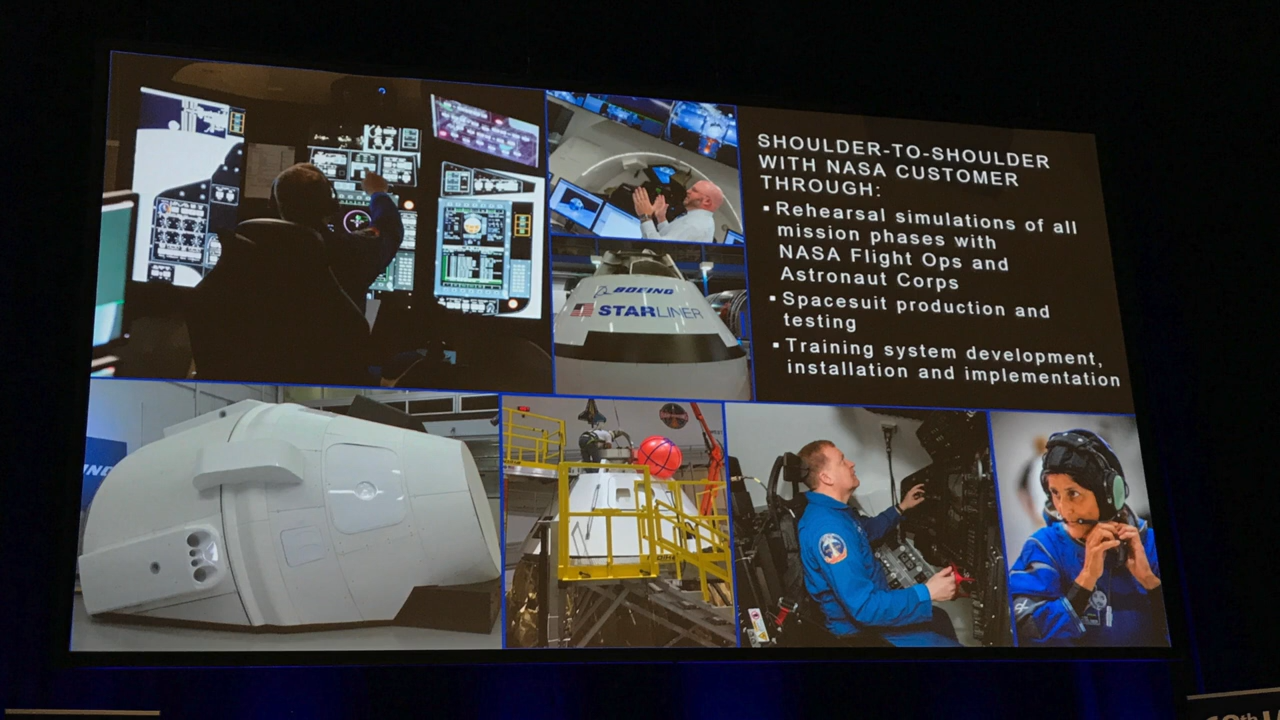 SHOULDER-TO-SHOULDER
WITH NASA CUSTOMER
THROUGH:
▪ Rehearsal simulations of all
mission phases with
NASA Flight Ops and
Astronaut Corps
▪ Spacesuit production and
testing
▪ Training system development,
installation and implementation
BOEING
STARLINER